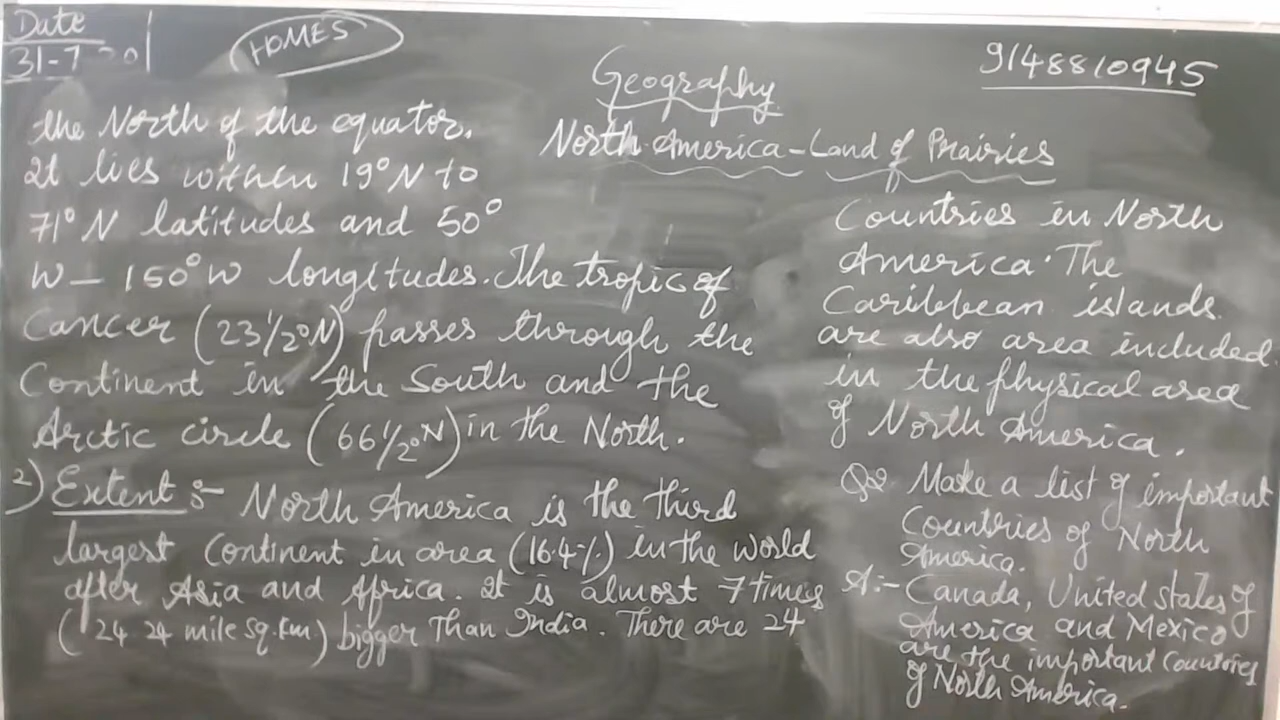 Date
31-7-20
HOMES
9148810945
Geography
North America - Land of Prairies
the North of the equator.
It lies within 19°N to
71°N latitudes and 50°
W - 150°W longitudes. The tropic of
Cancer (23 1/2°N) passes through the
Continent in the South and the
Arctic circle (66 1/2°N) in the North.
2) Extent :- North America is the third
largest Continent in area (16.4%) in the World
after Asia and Africa. It is almost 7 times
(24.24 mile sq.km) bigger Than India. There are 24
Countries in North
America. The
Caribbean islands
are also area included
in the physical area
of North America.
Q Make a list of important
Countries of North
America.
A:- Canada, United states of
America and Mexico
are the important Countries
of North America.